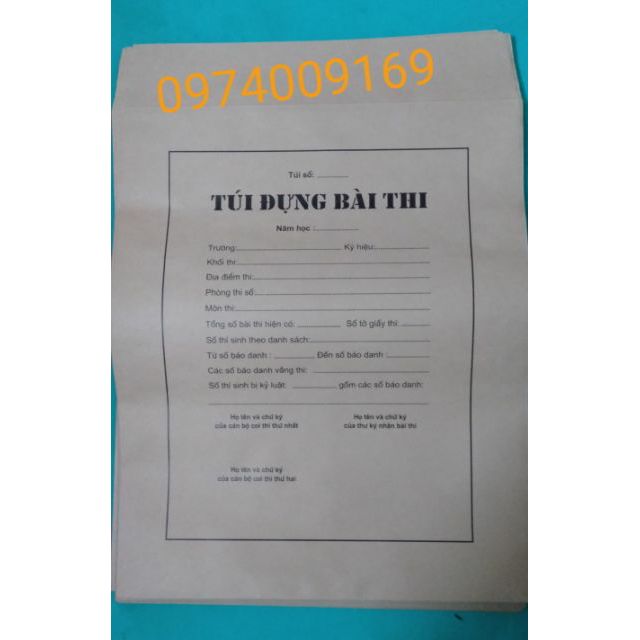 0974009169
Túi số: ............
TÚI ĐỰNG BÀI THI
Năm học : ............
Trường: ............ Ký hiệu: ............
Khối thi: ............
Địa điểm thi: ............
Phòng thi số: ............
Môn thi: ............
Tổng số bài thi hiện có: ............ Số tờ giấy thi: ............
Số thí sinh theo danh sách: ............
Từ số báo danh : ............ Đến số báo danh : ............
Các số báo danh vắng thi: ............
Số thí sinh bị kỷ luật: ............ gồm các số báo danh:
Họ tên và chữ ký Họ tên và chữ ký
của cán bộ coi thi thứ nhất của thư ký nhận bài thi
Họ tên và chữ ký
của cán bộ coi thi thứ hai